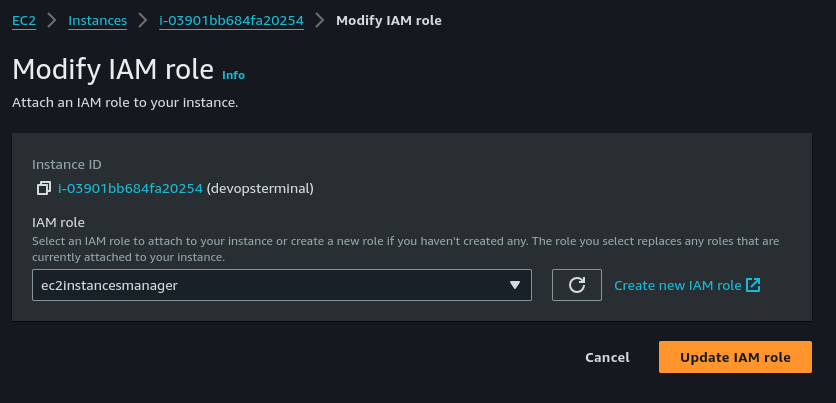 EC2 > Instances > i-03901bb684fa20254 > Modify IAM role
Modify IAM role Info
Attach an IAM role to your instance.
Instance ID
i-03901bb684fa20254 (devopsterminal)
IAM role
Select an IAM role to attach to your instance or create a new role if you haven't created any. The role you select replaces any roles that are
currently attached to your instance.
ec2instancesmanager Create new IAM role
Cancel Update IAM role